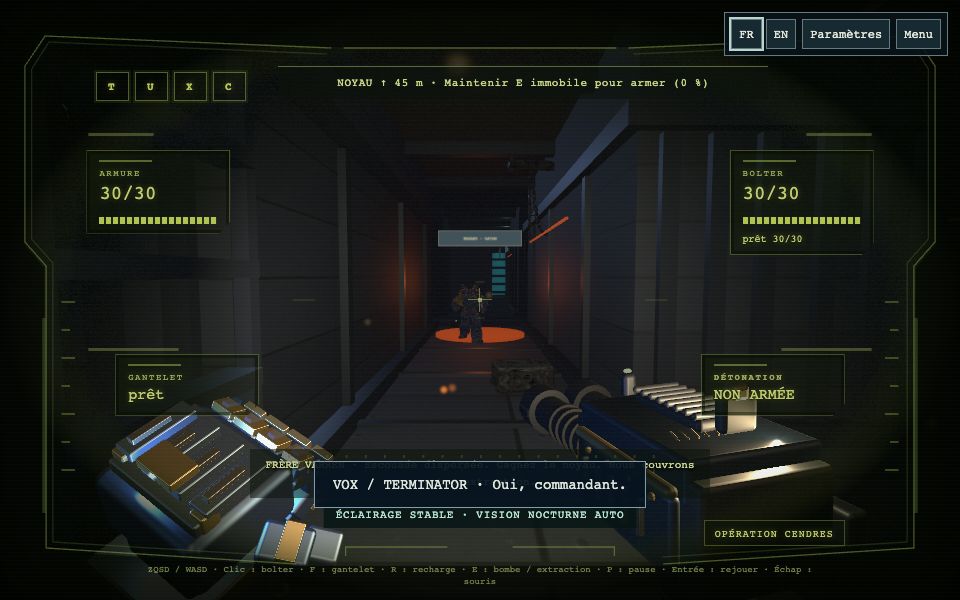 FR EN Paramètres Menu
T U X C
NOYAU ↑ 45 m · Maintenir E immobile pour armer (0 %)
ARMURE
30/30
BOLTER
30/30
prêt 30/30
GANTELET
prêt
DÉTONATION
NON ARMÉE
FRÈRE dispersée. Gagnez le noyau. Nous couvrons
VOX / TERMINATOR · Oui, commandant.
ÉCLAIRAGE STABLE · VISION NOCTURNE AUTO
OPÉRATION CENDRES
ZQSD / WASD · Clic : bolter · F : gantelet · R : recharge · E : bombe / extraction · P : pause · Entrée : rejouer · Échap :
souris